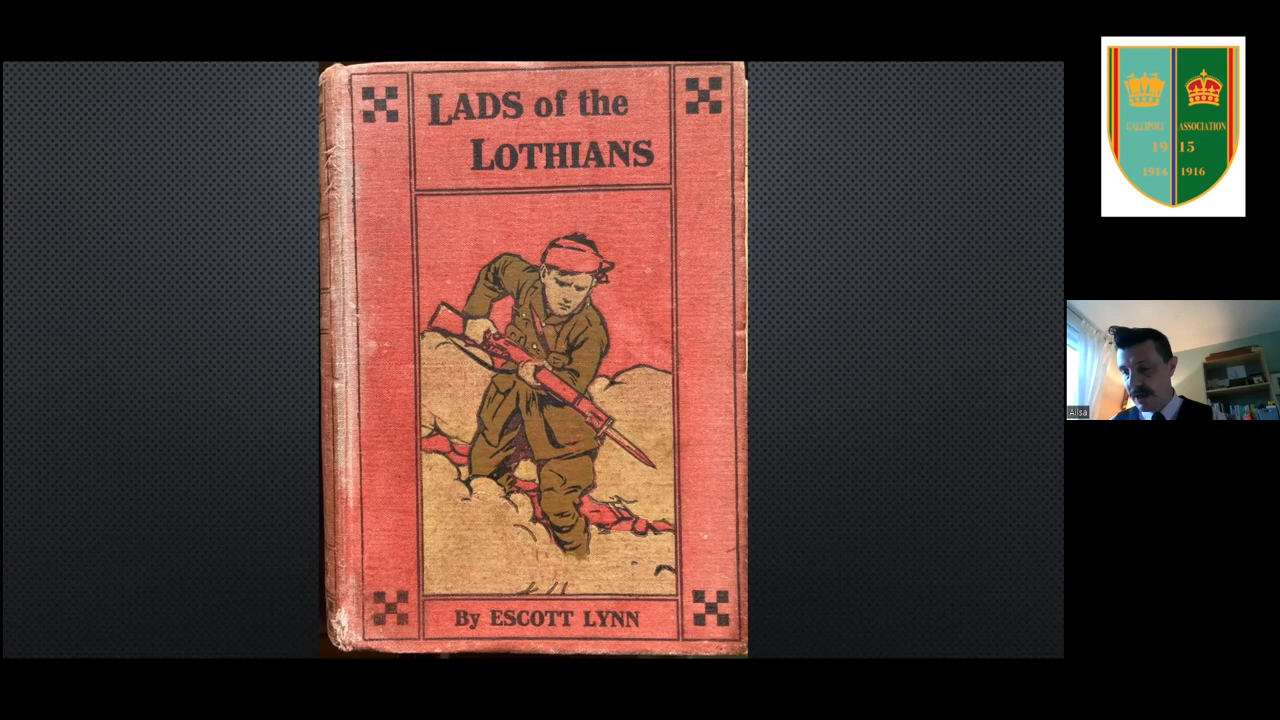 LADS of the
LOTHIANS
By ESCOTT LYNN
GALLIPOLI ASSOCIATION
19 15
1914 1916
Ailsa